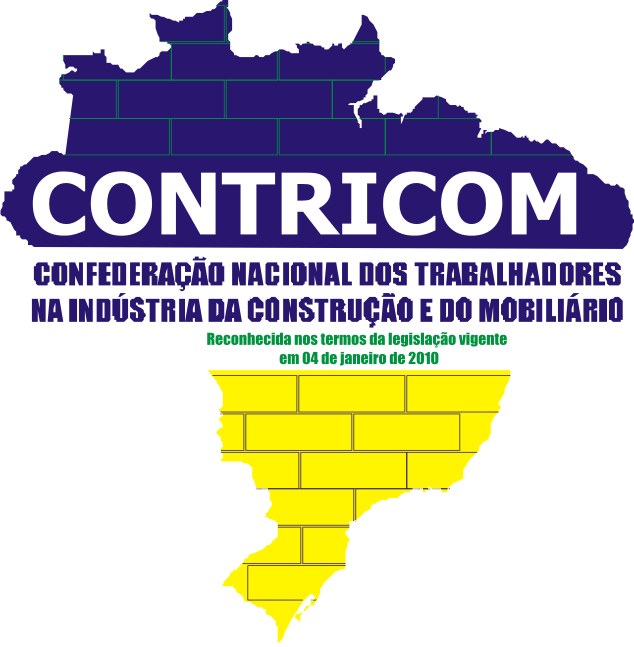 CONTRICOM
CONFEDERAÇÃO NACIONAL DOS TRABALHADORES
NA INDÚSTRIA DA CONSTRUÇÃO E DO MOBILIÁRIO
Reconhecida nos termos da legislação vigente
em 04 de janeiro de 2010